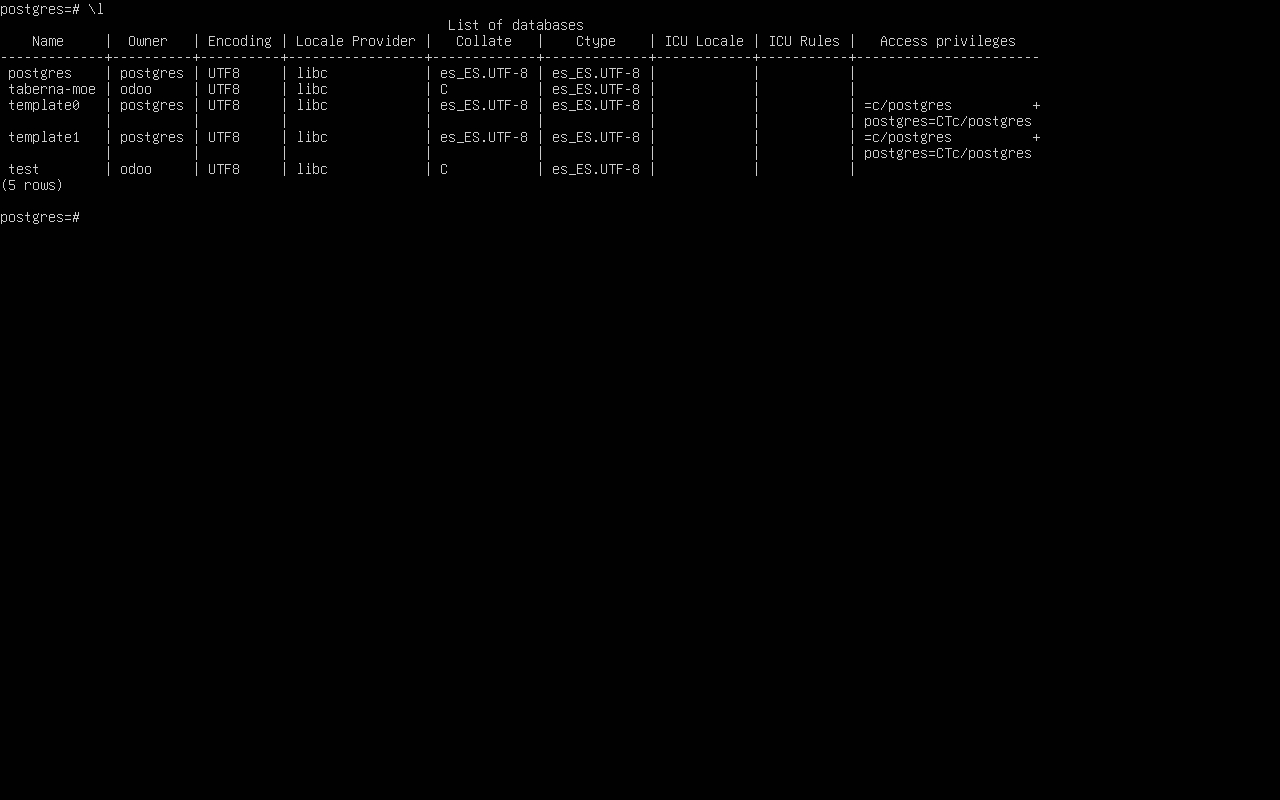 postgres=# \l
                                                        List of databases
    Name     |  Owner   | Encoding | Locale Provider |   Collate   |    Ctype    | ICU Locale | ICU Rules |   Access privileges
-------------+----------+----------+-----------------+-------------+-------------+------------+-----------+-----------------------
 postgres    | postgres | UTF8     | libc            | es_ES.UTF-8 | es_ES.UTF-8 |            |           |
 taberna-moe | odoo     | UTF8     | libc            | C           | es_ES.UTF-8 |            |           |
 template0   | postgres | UTF8     | libc            | es_ES.UTF-8 | es_ES.UTF-8 |            |           | =c/postgres          +
             |          |          |                 |             |             |            |           | postgres=CTc/postgres
 template1   | postgres | UTF8     | libc            | es_ES.UTF-8 | es_ES.UTF-8 |            |           | =c/postgres          +
             |          |          |                 |             |             |            |           | postgres=CTc/postgres
 test        | odoo     | UTF8     | libc            | C           | es_ES.UTF-8 |            |           |
(5 rows)

postgres=#